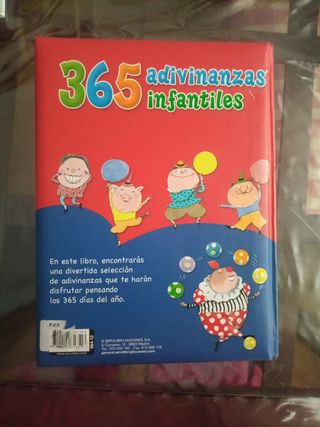 365 adivinanzas
infantiles
En este libro, encontrarás
una divertida selección
de adivinanzas que te harán
disfrutar pensando
los 365 días del año.
P.V.P.
© SERVILIBRO EDICIONES, S.A.